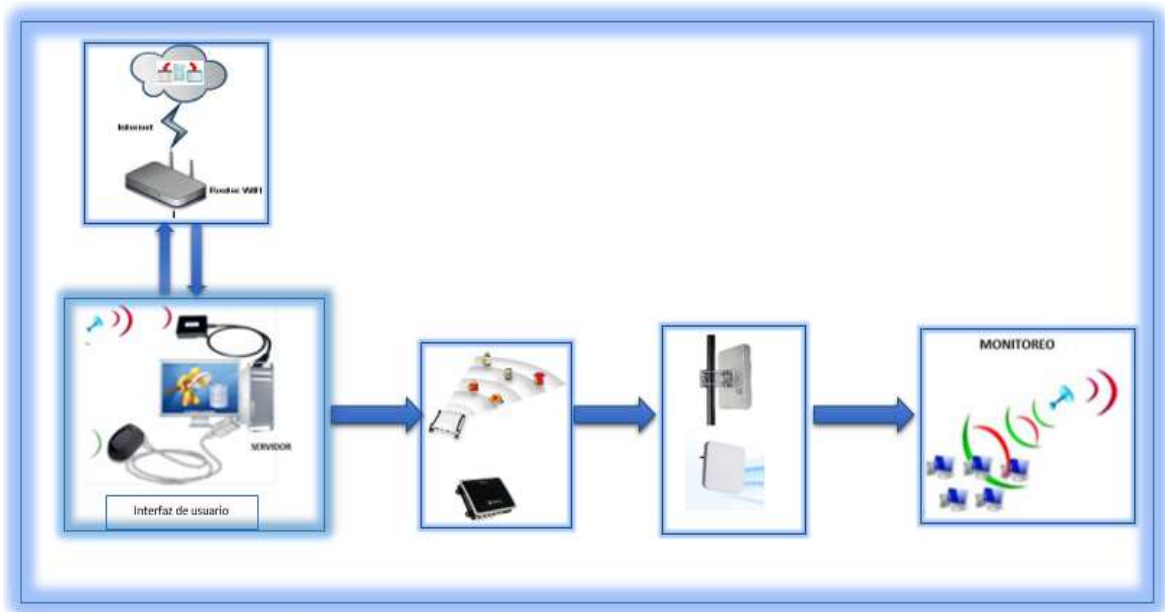 Internet
Router WIFI
SERVIDOR
Interfaz de usuario
MONITOREO